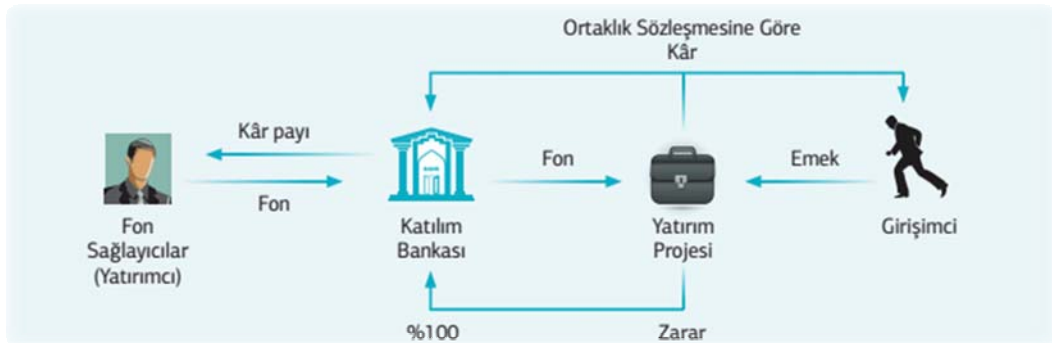 Ortaklık Sözleşmesine Göre
Kâr
Kâr payı
Fon
Fon
Emek
Fon
Sağlayıcılar
(Yatırımcı)
Katılım
Bankası
Yatırım
Projesi
Girişimci
%100
Zarar